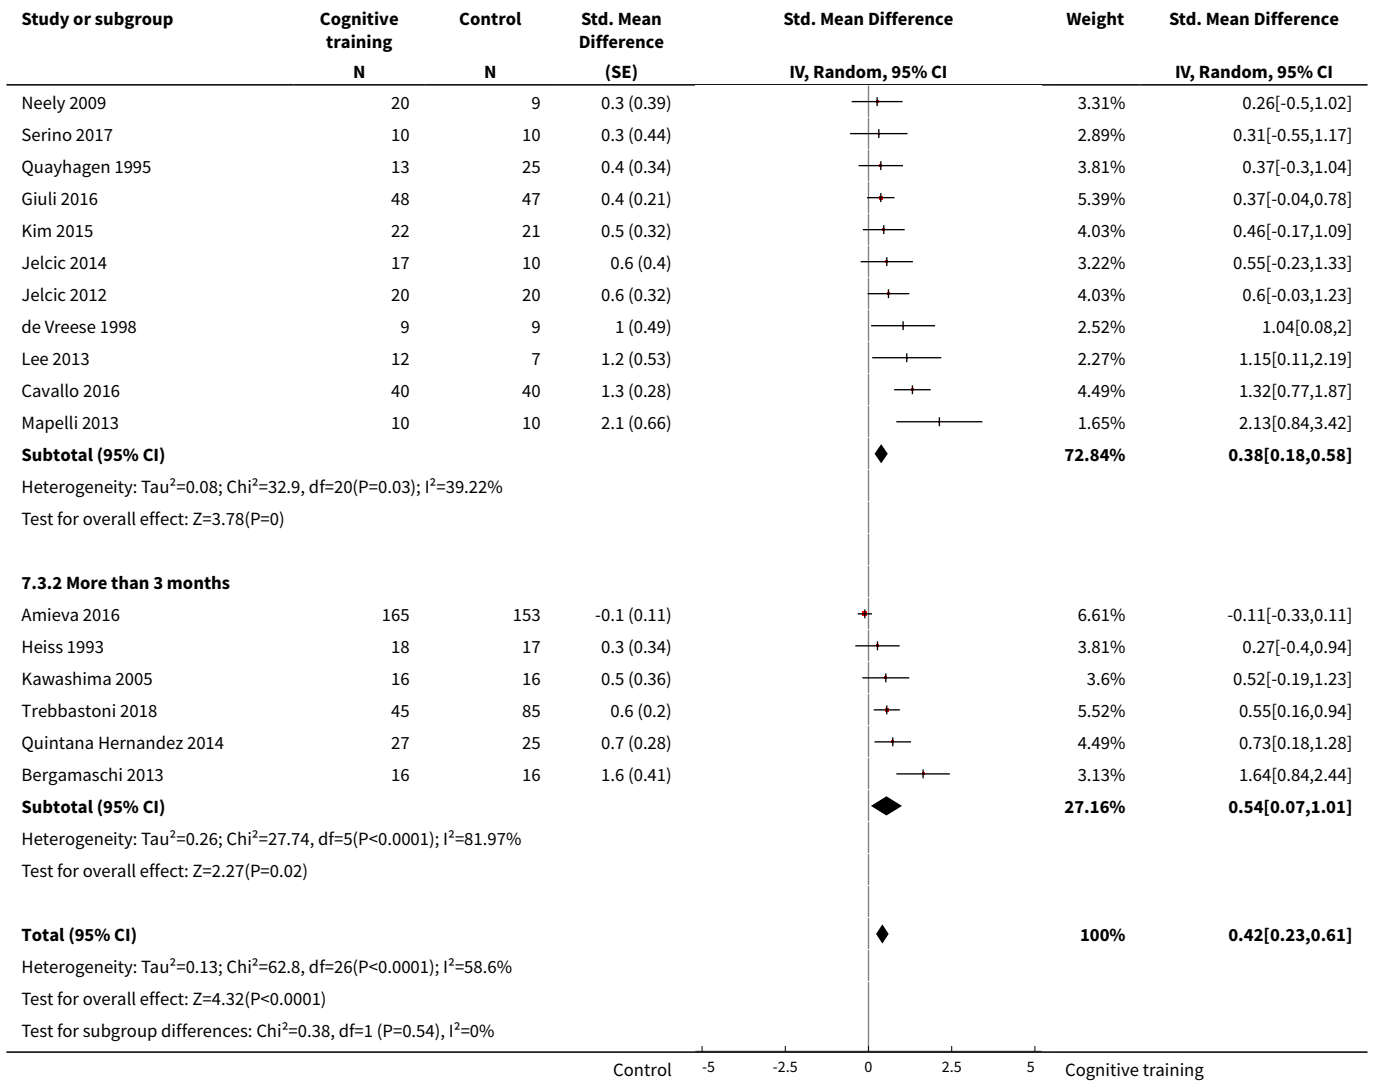 Study or subgroup Cognitive training Control Std. Mean Difference Std. Mean Difference Weight Std. Mean Difference
N N (SE) IV, Random, 95% CI IV, Random, 95% CI
Neely 2009 20 9 0.3 (0.39) 3.31% 0.26[-0.5,1.02]
Serino 2017 10 10 0.3 (0.44) 2.89% 0.31[-0.55,1.17]
Quayhagen 1995 13 25 0.4 (0.34) 3.81% 0.37[-0.3,1.04]
Giuli 2016 48 47 0.4 (0.21) 5.39% 0.37[-0.04,0.78]
Kim 2015 22 21 0.5 (0.32) 4.03% 0.46[-0.17,1.09]
Jelcic 2014 17 10 0.6 (0.4) 3.22% 0.55[-0.23,1.33]
Jelcic 2012 20 20 0.6 (0.32) 4.03% 0.6[-0.03,1.23]
de Vreese 1998 9 9 1 (0.49) 2.52% 1.04[0.08,2]
Lee 2013 12 7 1.2 (0.53) 2.27% 1.15[0.11,2.19]
Cavallo 2016 40 40 1.3 (0.28) 4.49% 1.32[0.77,1.87]
Mapelli 2013 10 10 2.1 (0.66) 1.65% 2.13[0.84,3.42]
Subtotal (95% CI) 72.84% 0.38[0.18,0.58]
Heterogeneity: Tau²=0.08; Chi²=32.9, df=20(P=0.03); I²=39.22%
Test for overall effect: Z=3.78(P=0)
7.3.2 More than 3 months
Amieva 2016 165 153 -0.1 (0.11) 6.61% -0.11[-0.33,0.11]
Heiss 1993 18 17 0.3 (0.34) 3.81% 0.27[-0.4,0.94]
Kawashima 2005 16 16 0.5 (0.36) 3.6% 0.52[-0.19,1.23]
Trebbastoni 2018 45 85 0.6 (0.2) 5.52% 0.55[0.16,0.94]
Quintana Hernandez 2014 27 25 0.7 (0.28) 4.49% 0.73[0.18,1.28]
Bergamaschi 2013 16 16 1.6 (0.41) 3.13% 1.64[0.84,2.44]
Subtotal (95% CI) 27.16% 0.54[0.07,1.01]
Heterogeneity: Tau²=0.26; Chi²=27.74, df=5(P<0.0001); I²=81.97%
Test for overall effect: Z=2.27(P=0.02)
Total (95% CI) 100% 0.42[0.23,0.61]
Heterogeneity: Tau²=0.13; Chi²=62.8, df=26(P<0.0001); I²=58.6%
Test for overall effect: Z=4.32(P<0.0001)
Test for subgroup differences: Chi²=0.38, df=1 (P=0.54), I²=0%
Control -5 -2.5 0 2.5 5 Cognitive training